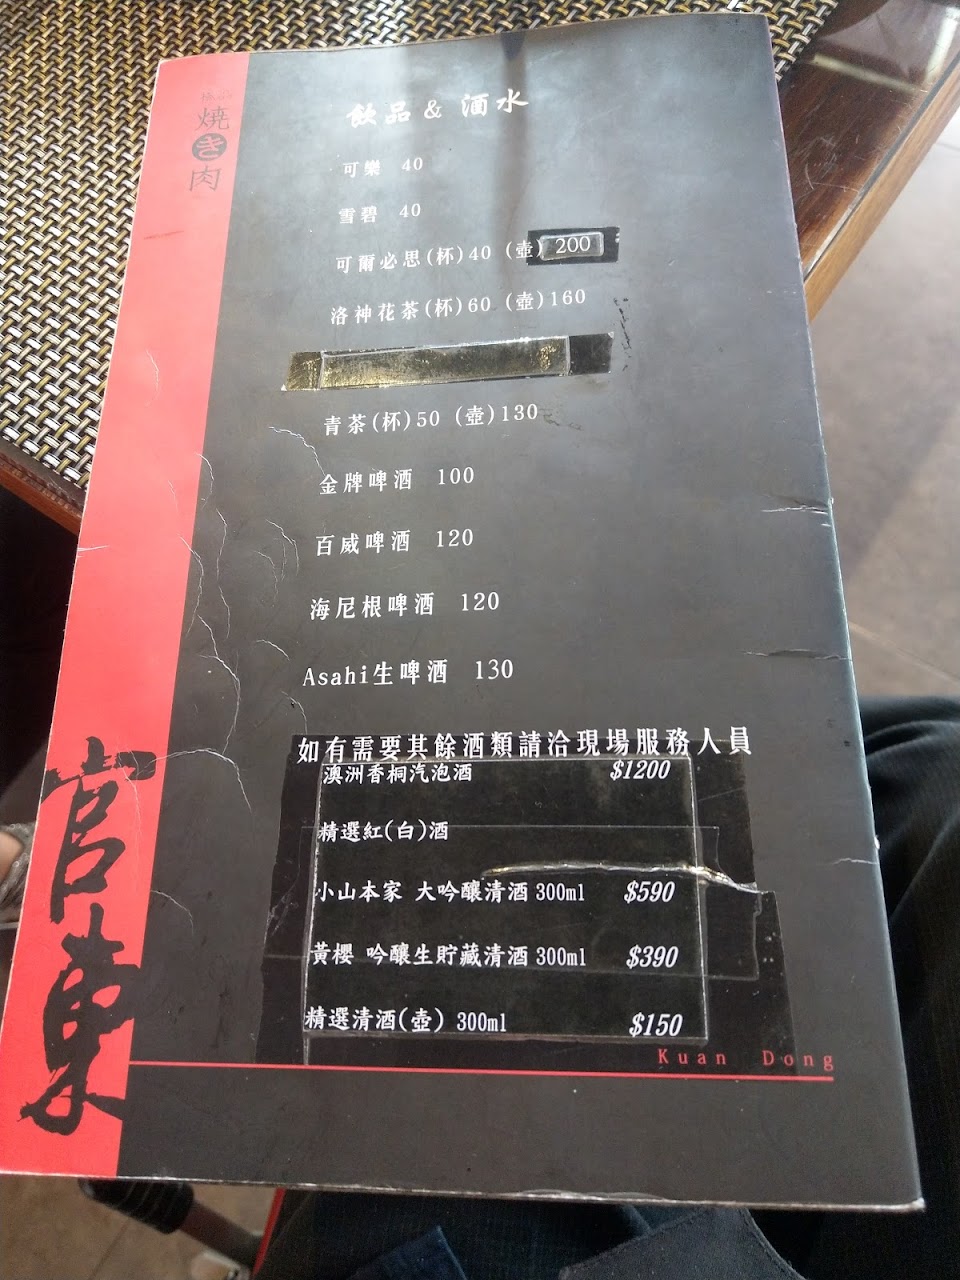 焼き肉
飲品 & 酒水
可樂 40
雪碧 40
可爾必思(杯)40 (壺)200
洛神花茶(杯)60 (壺)160
青茶(杯)50 (壺)130
金牌啤酒 100
百威啤酒 120
海尼根啤酒 120
Asahi生啤酒 130
如有需要其餘酒類請洽現場服務人員
澳洲香桐汽泡酒 $1200
精選紅(白)酒
小山本家 大吟釀清酒 300ml $590
黃櫻 吟釀生貯藏清酒 300ml $390
精選清酒(壺) 300ml $150
Kuan Dong
官東